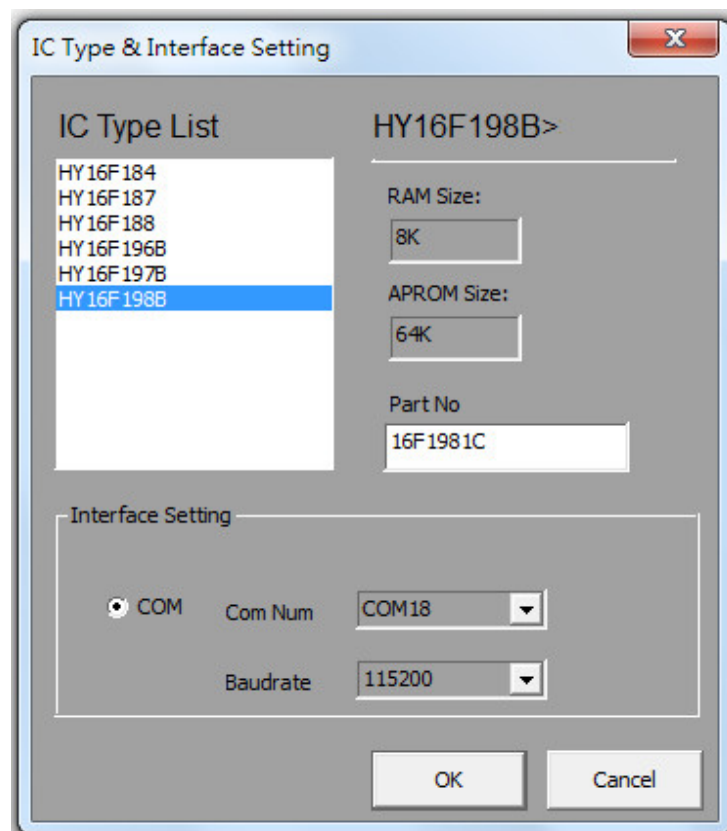 IC Type & Interface Setting
IC Type List
HY16F184
HY16F187
HY16F188
HY16F196B
HY16F197B
HY16F198B
HY16F198B>
RAM Size:
8K
APROM Size:
64K
Part No
16F1981C
Interface Setting
COM
Com Num
COM18
Baudrate
115200
OK
Cancel